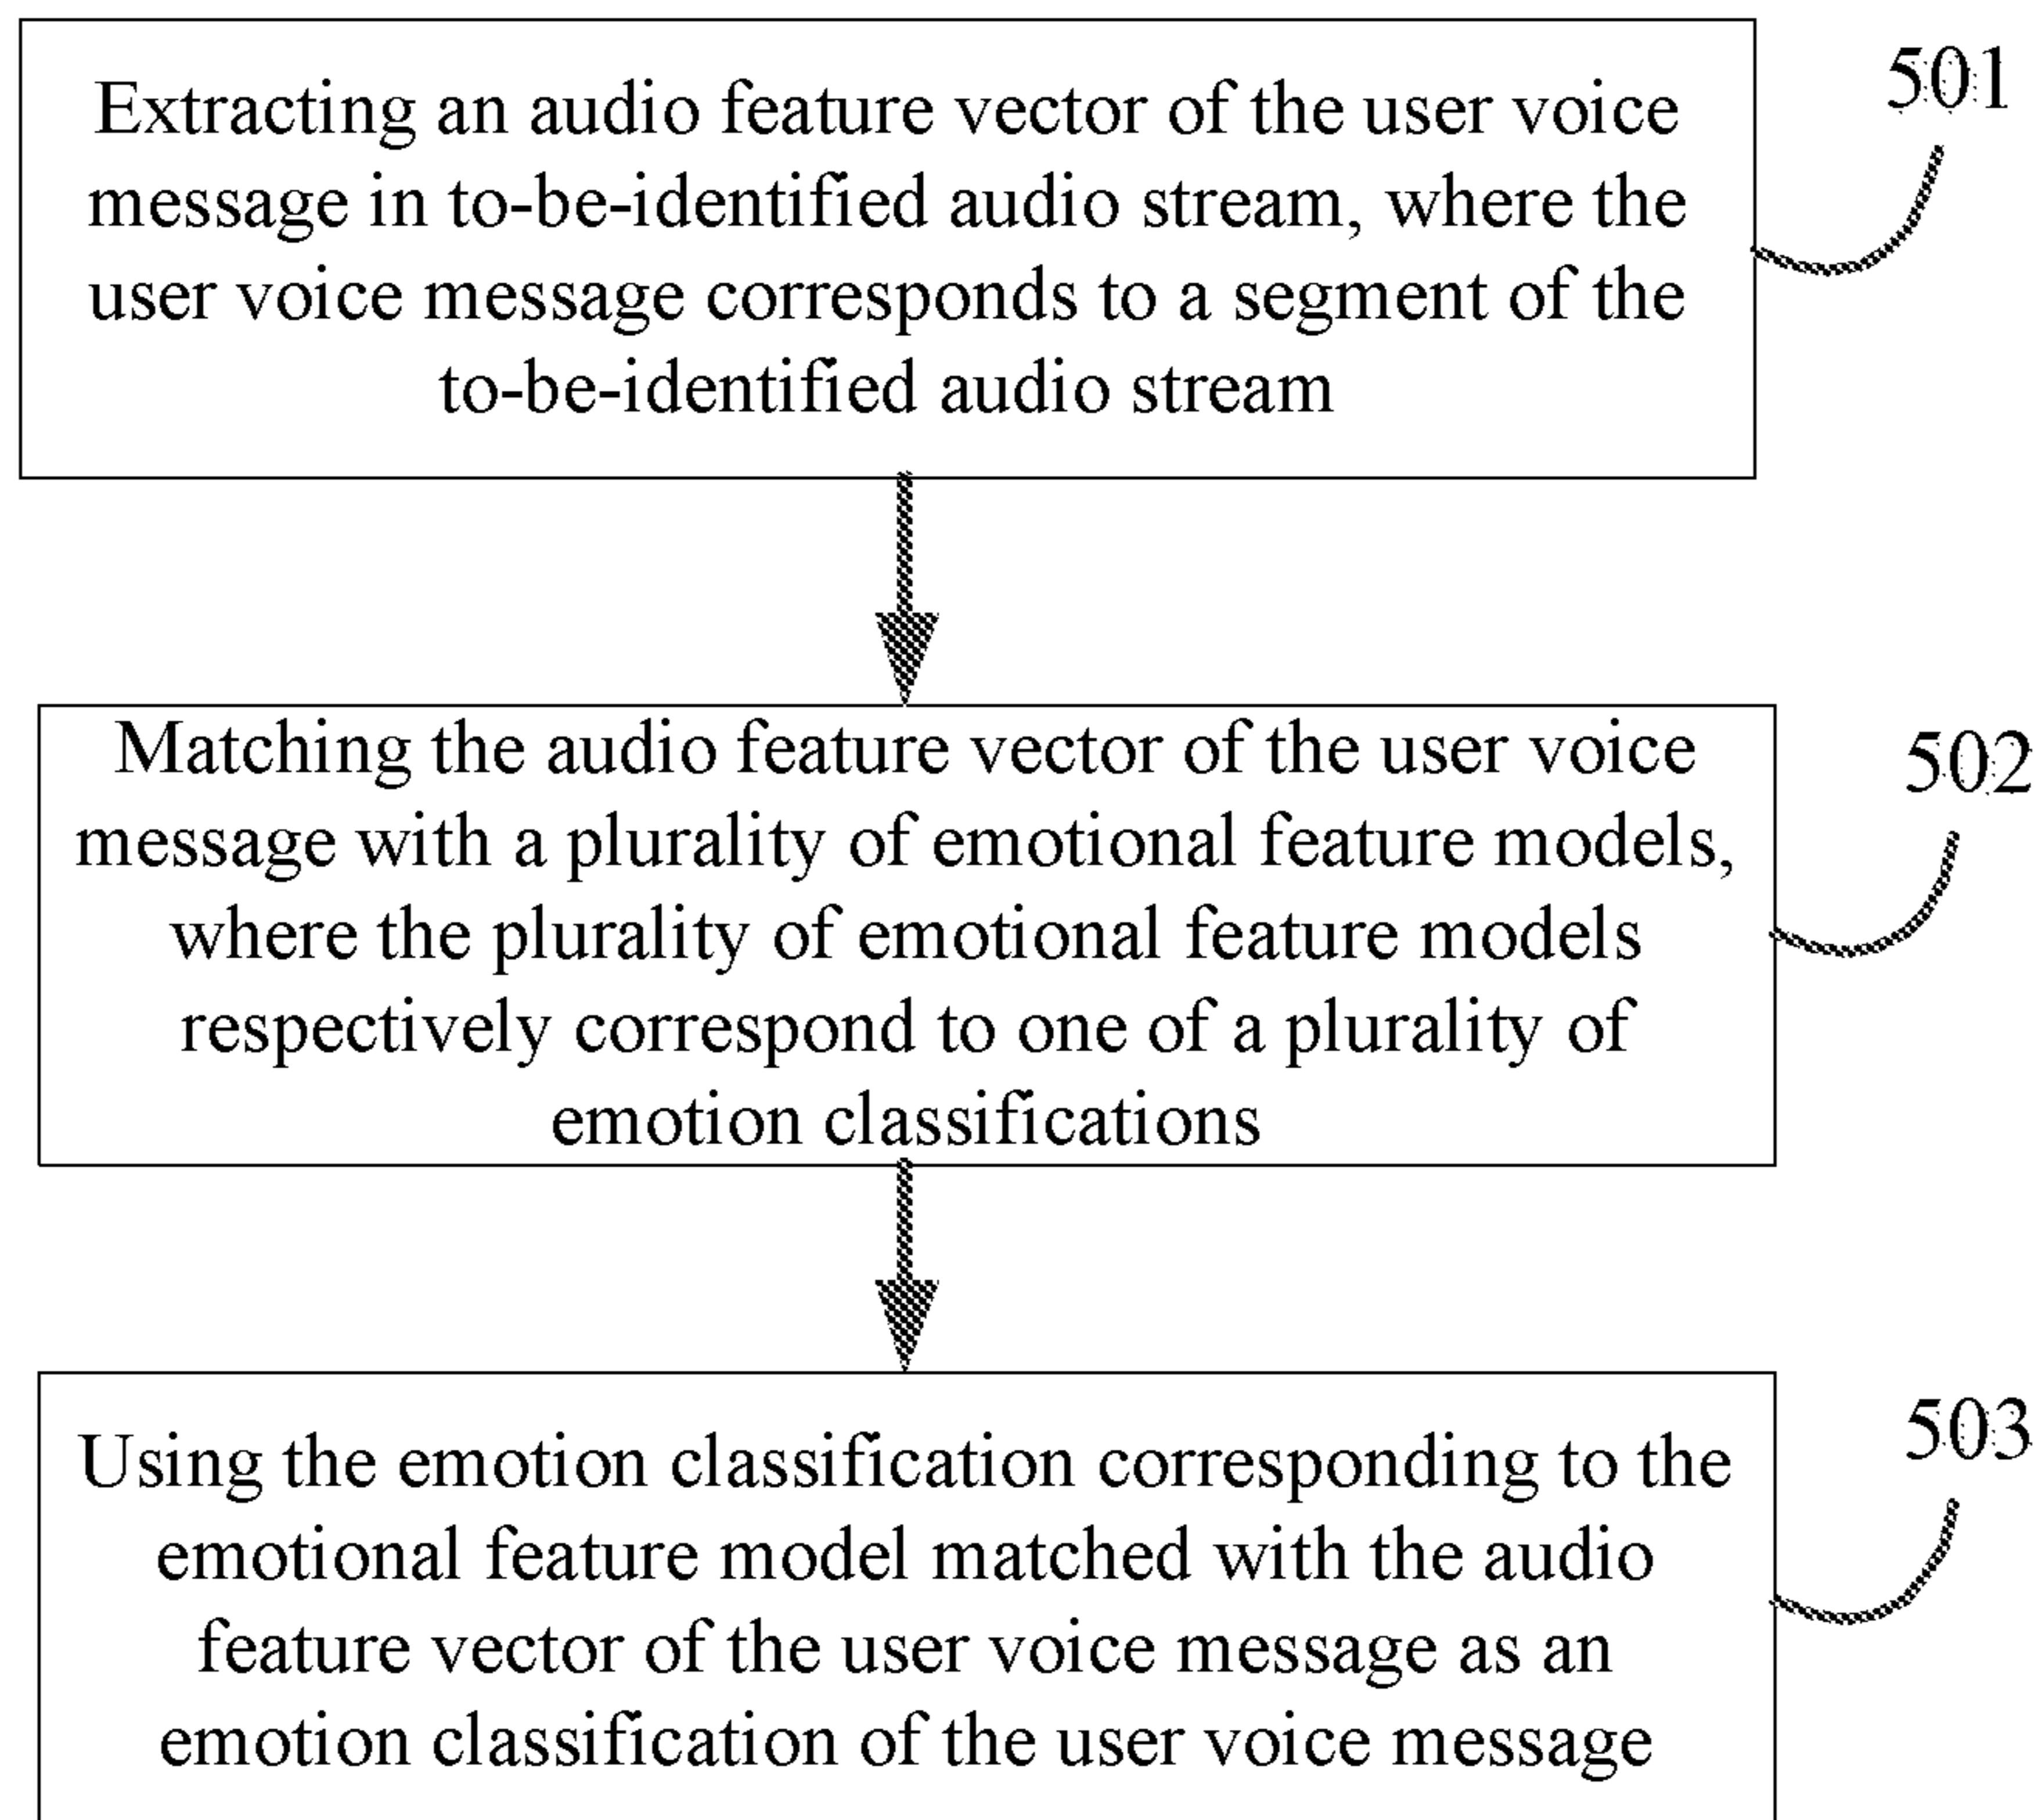 Extracting an audio feature vector of the user voice
message in to-be-identified audio stream, where the
user voice message corresponds to a segment of the
to-be-identified audio stream
501
Matching the audio feature vector of the user voice
message with a plurality of emotional feature models,
where the plurality of emotional feature models
respectively correspond to one of a plurality of
emotion classifications
502
Using the emotion classification corresponding to the
emotional feature model matched with the audio
feature vector of the user voice message as an
emotion classification of the user voice message
503